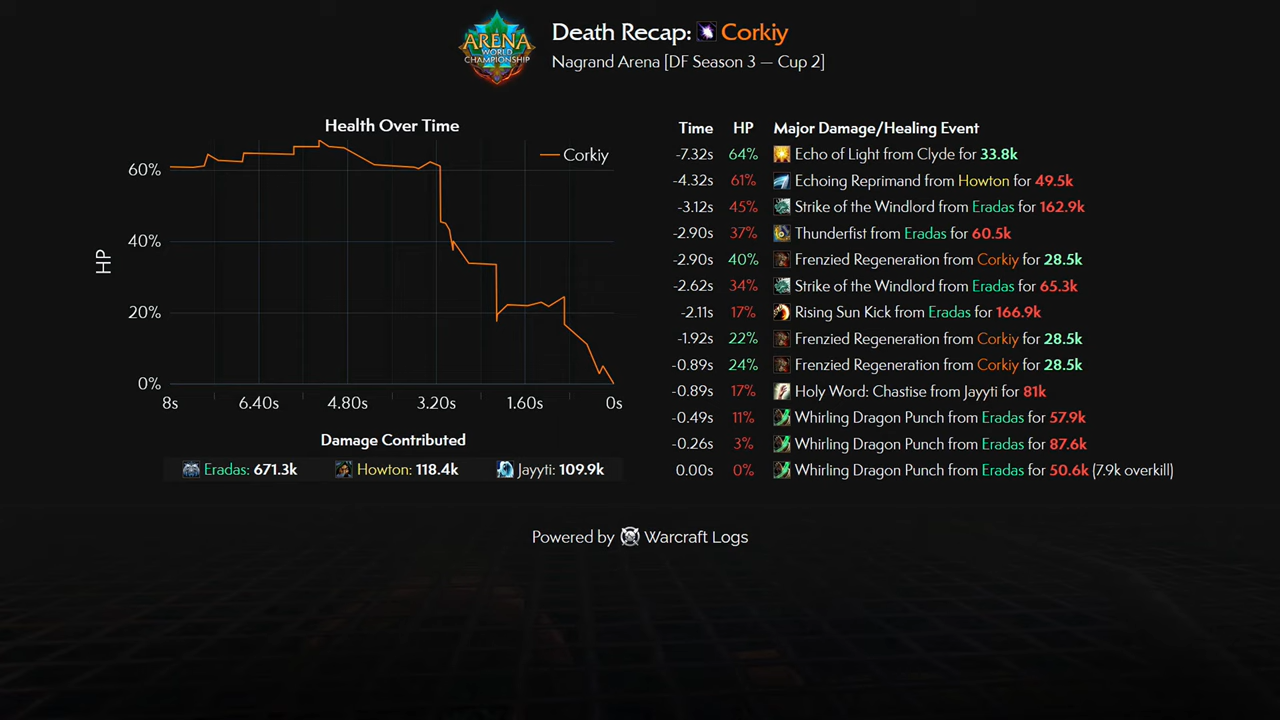 ARENA
WORLD
CHAMPIONSHIP
Death Recap: Corkiy
Nagrand Arena [DF Season 3 — Cup 2]
Health Over Time
Corkiy
HP
60%
40%
20%
0%
8s 6.40s 4.80s 3.20s 1.60s 0s
Damage Contributed
Eradas: 671.3k Howton: 118.4k Jayyti: 109.9k
Time HP Major Damage/Healing Event
-7.32s 64% Echo of Light from Clyde for 33.8k
-4.32s 61% Echoing Reprimand from Howton for 49.5k
-3.12s 45% Strike of the Windlord from Eradas for 162.9k
-2.90s 37% Thunderfist from Eradas for 60.5k
-2.90s 40% Frenzied Regeneration from Corkiy for 28.5k
-2.62s 34% Strike of the Windlord from Eradas for 65.3k
-2.11s 17% Rising Sun Kick from Eradas for 166.9k
-1.92s 22% Frenzied Regeneration from Corkiy for 28.5k
-0.89s 24% Frenzied Regeneration from Corkiy for 28.5k
-0.89s 17% Holy Word: Chastise from Jayyti for 81k
-0.49s 11% Whirling Dragon Punch from Eradas for 57.9k
-0.26s 3% Whirling Dragon Punch from Eradas for 87.6k
0.00s 0% Whirling Dragon Punch from Eradas for 50.6k (7.9k overkill)
Powered by Warcraft Logs